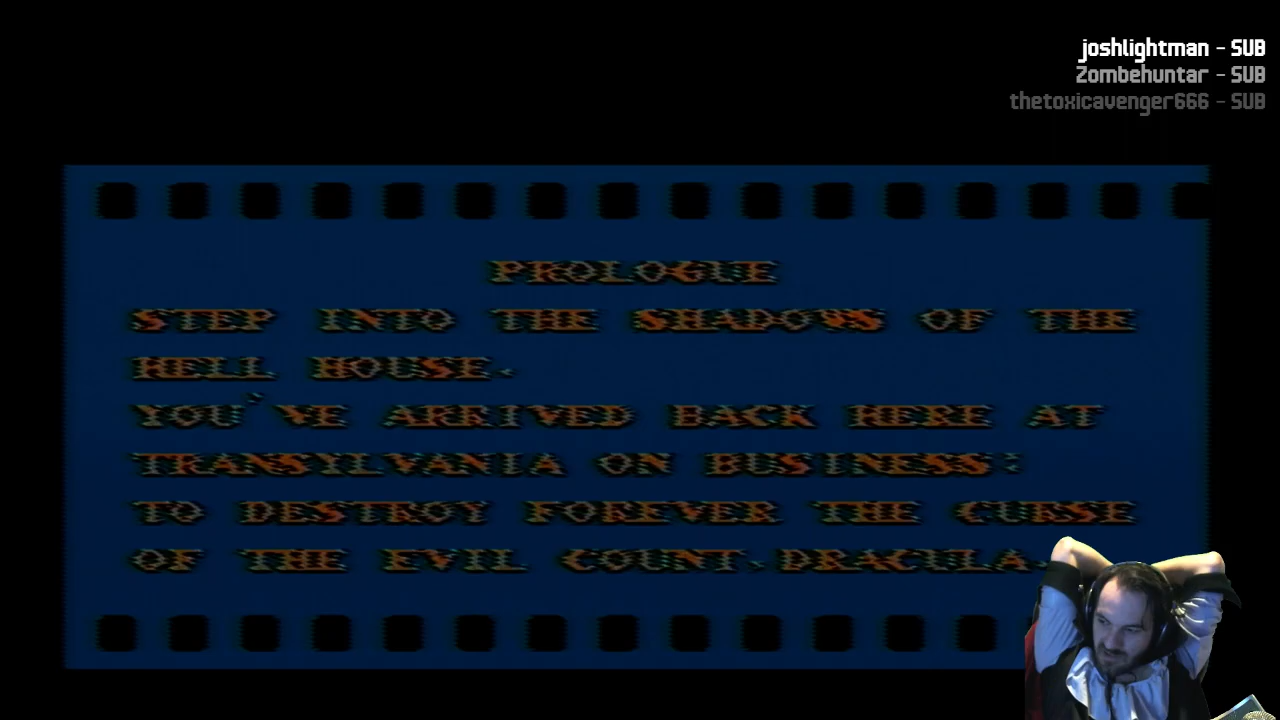 joshlightman - SUB
Zombehuntar - SUB
thetoxicavenger666 - SUB
PROLOGUE
STEP INTO THE SHADOWS OF THE
HELL HOUSE.
YOU'VE ARRIVED BACK HERE AT
TRANSYLVANIA ON BUSINESS:
TO DESTROY FOREVER THE CURSE
OF THE EVIL COUNT.DRACULA.